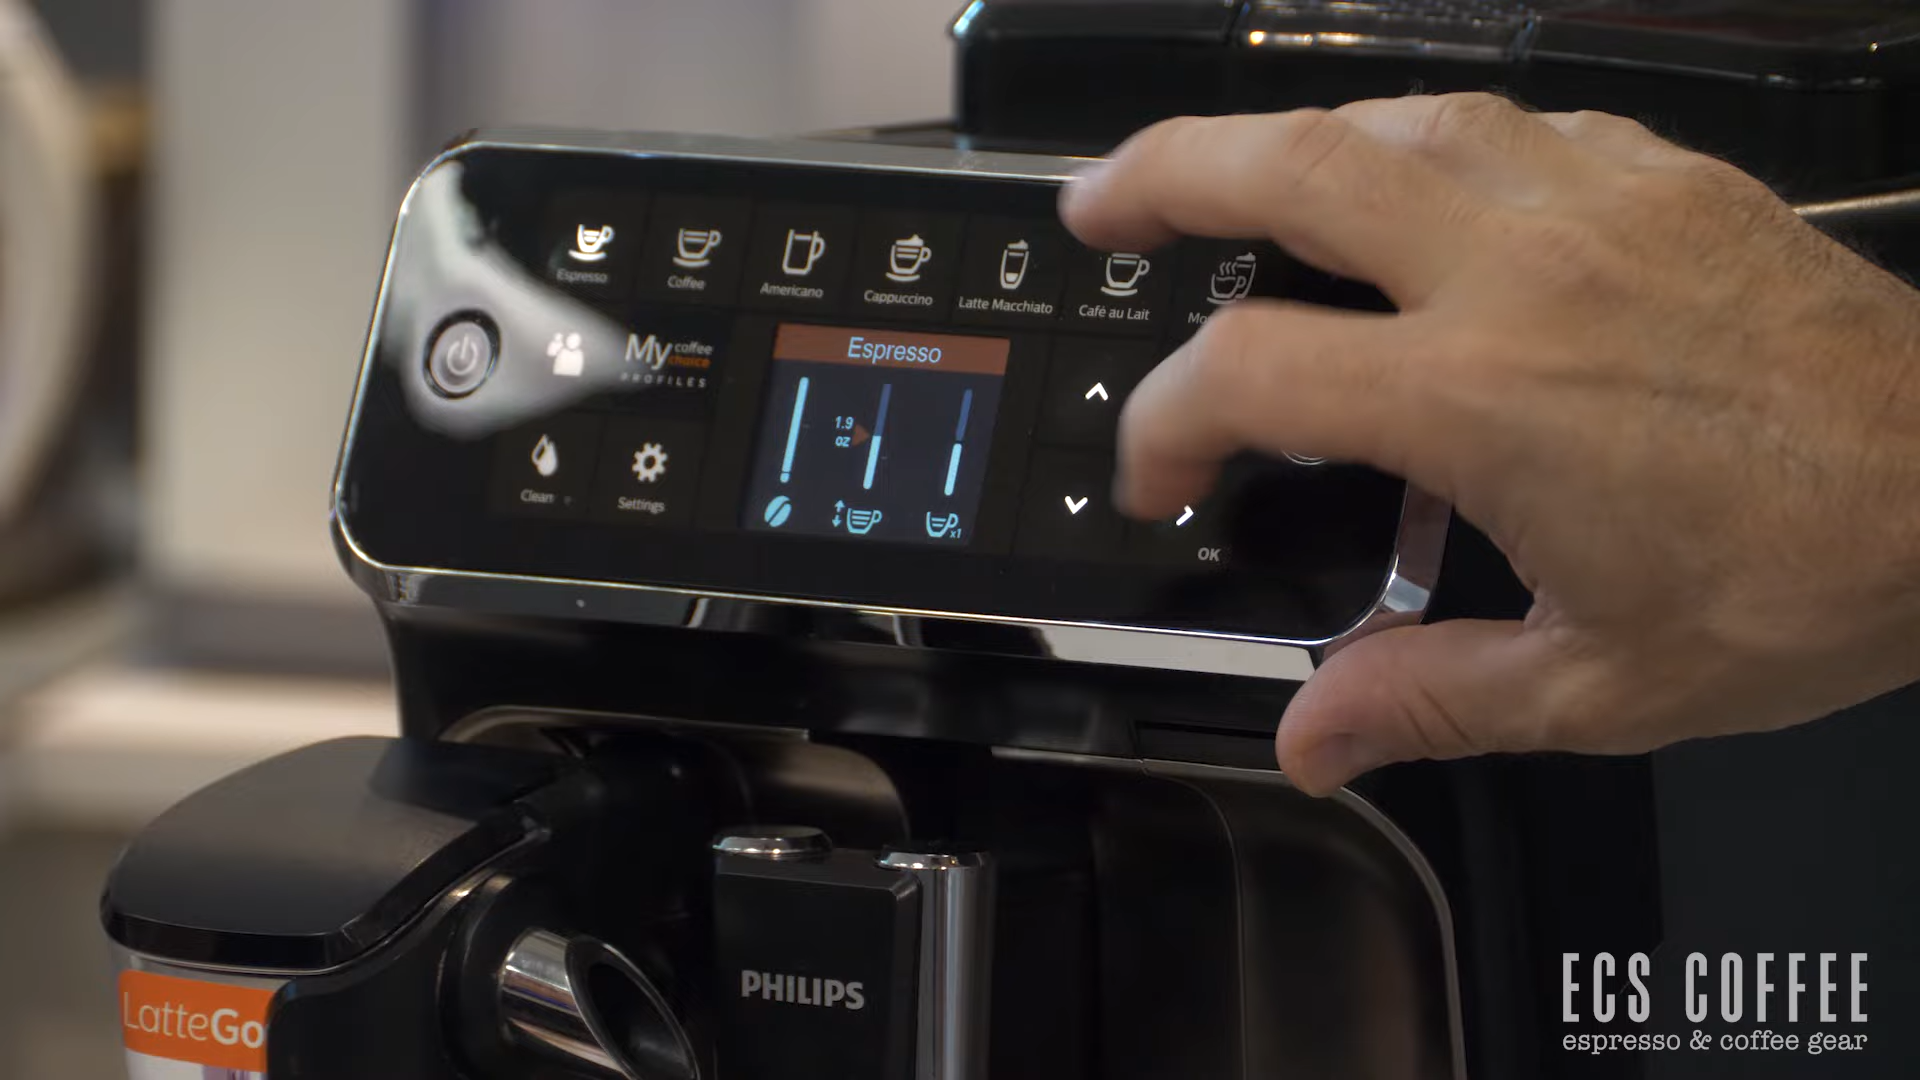 Espresso
Coffee
Americano
Cappuccino
Latte Macchiato
Café au Lait
My coffee choice
PROFILES
Espresso
1.9
oz
x1
Clean
Settings
OK
LatteGo
PHILIPS
ECS COFFEE
espresso & coffee gear